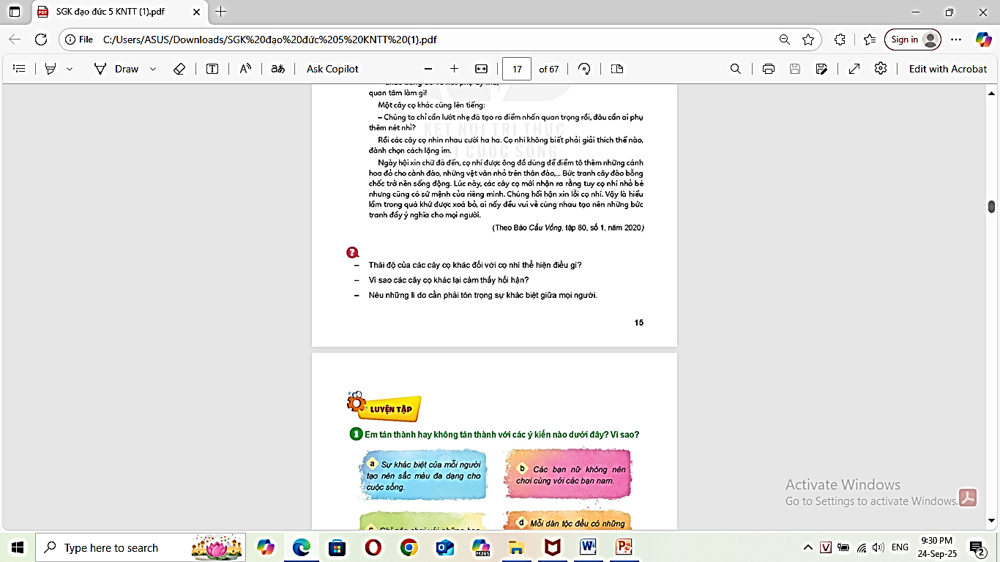 SGK đạo đức 5 KNTT (1).pdf
File C:/Users/ASUS/Downloads/SGK%20đạo%20đức%205%20KNTT%20(1).pdf
Sign in
Draw
Ask Copilot
17 of 67
Edit with Acrobat
quan tâm làm gì!
Một cây cọ khác cũng lên tiếng:
– Chúng ta chỉ cần lướt nhẹ đã tạo ra điểm nhấn quan trọng rồi, đâu cần ai phụ
thêm nét nhỉ?
KẾT NỐI TRI THỨC
Rồi các cây cọ nhìn nhau cười ha ha. Cọ nhí không biết phải giải thích thế nào,
đành chọn cách lặng im.
CUỘC SỐNG
Ngày hội xin chữ đã đến, cọ nhí được ông đồ dùng để điểm tô thêm những cánh
hoa đỏ cho cành đào, những vệt vân nhỏ trên thân đào,... Bức tranh cây đào bỗng
chốc trở nên sống động. Lúc này, các cây cọ mới nhận ra rằng tuy cọ nhí nhỏ bé
nhưng cũng có sứ mệnh của riêng mình. Chúng hối hận xin lỗi cọ nhí. Vậy là hiểu
lầm trong quá khứ được xoá bỏ, ai nấy đều vui vẻ cùng nhau tạo nên những bức
tranh đầy ý nghĩa cho mọi người.
(Theo Báo Cầu Vồng, tập 80, số 1, năm 2020)
?
– Thái độ của các cây cọ khác đối với cọ nhí thể hiện điều gì?
– Vì sao các cây cọ khác lại cảm thấy hối hận?
– Nêu những lí do cần phải tôn trọng sự khác biệt giữa mọi người.
15
LUYỆN TẬP
1 Em tán thành hay không tán thành với các ý kiến nào dưới đây? Vì sao?
a Sự khác biệt của mỗi người
tạo nên sắc màu đa dạng cho
cuộc sống.
b Các bạn nữ không nên
chơi cùng với các bạn nam.
d Mỗi dân tộc đều có những
Activate Windows
Go to Settings to activate Windows.
Type here to search
ENG
9:30 PM
24-Sep-25
2